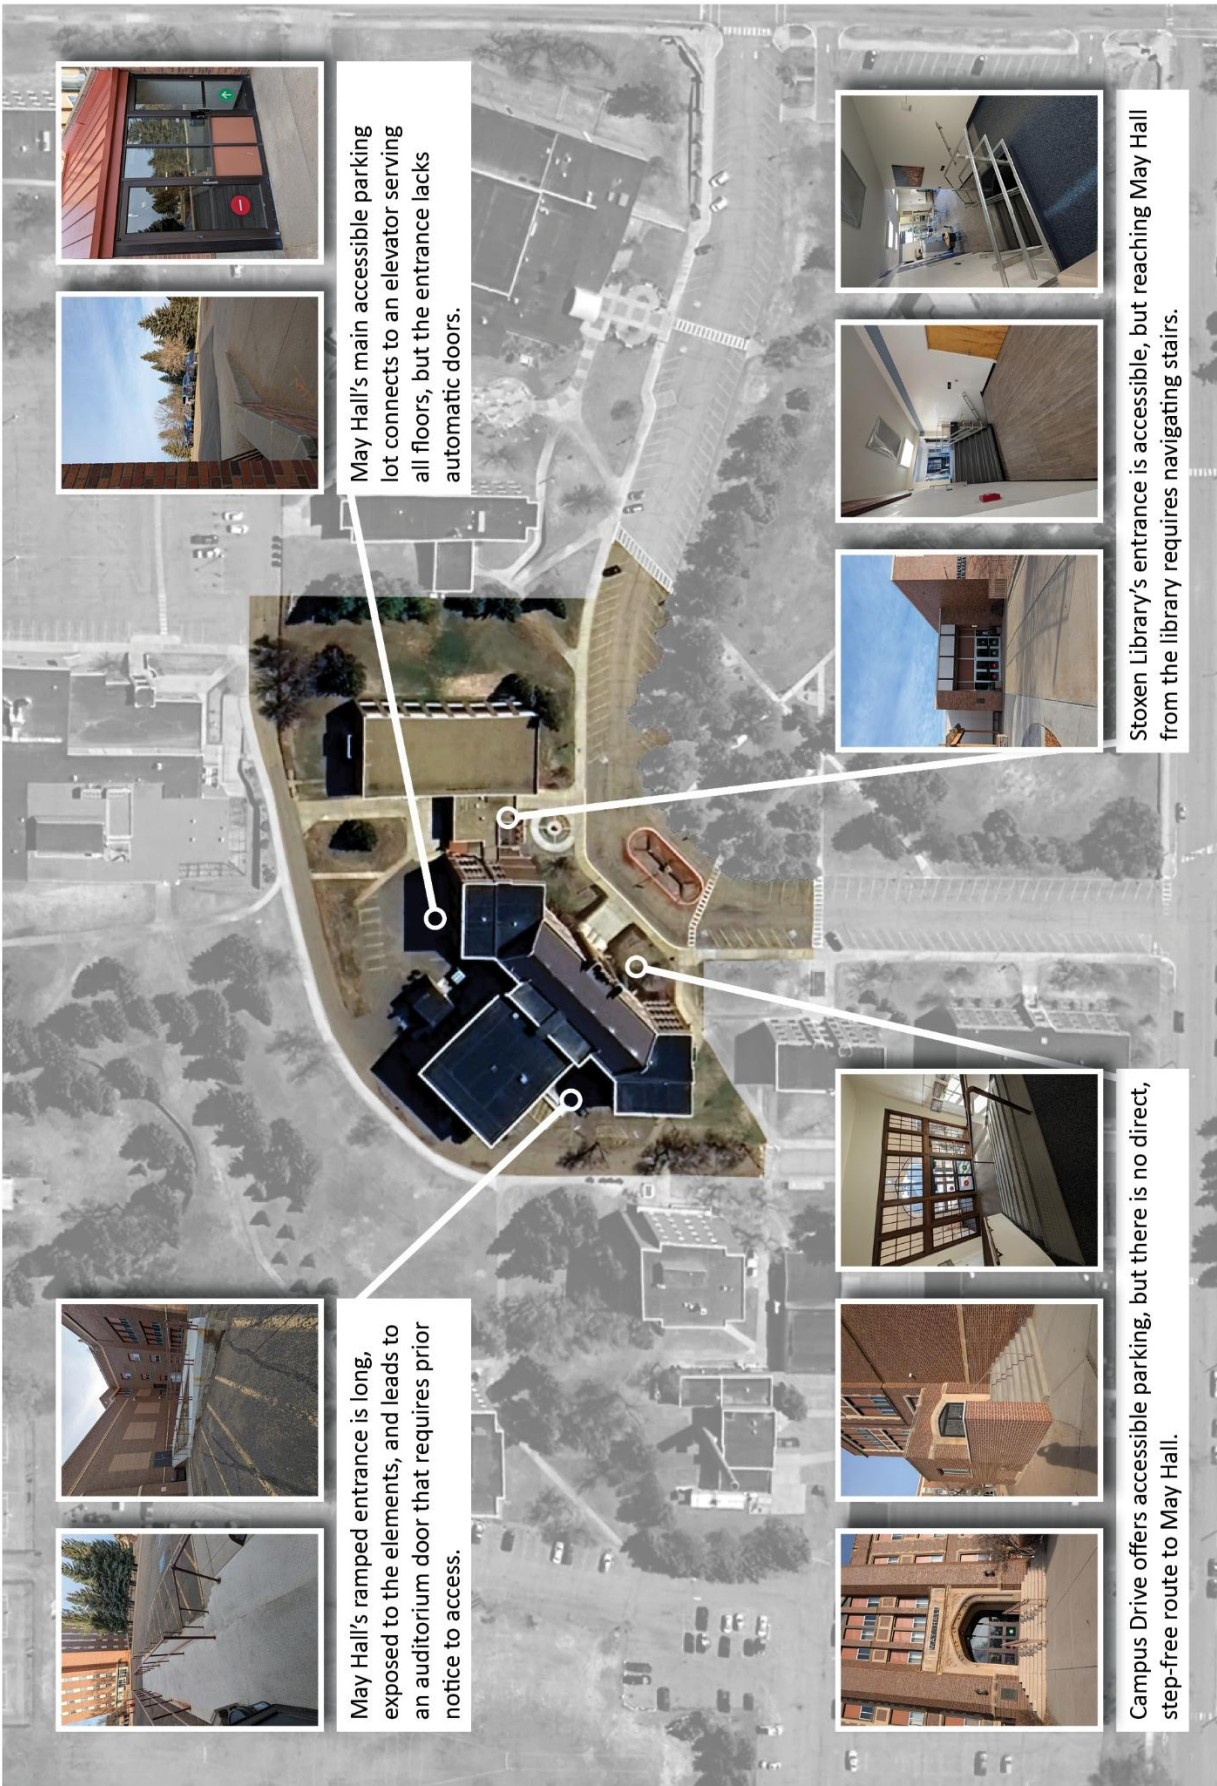 May Hall's ramped entrance is long,
exposed to the elements, and leads to
an auditorium door that requires prior
notice to access.
May Hall's main accessible parking
lot connects to an elevator serving
all floors, but the entrance lacks
automatic doors.
Campus Drive offers accessible parking, but there is no direct,
step-free route to May Hall.
Stoxen Library's entrance is accessible, but reaching May Hall
from the library requires navigating stairs.